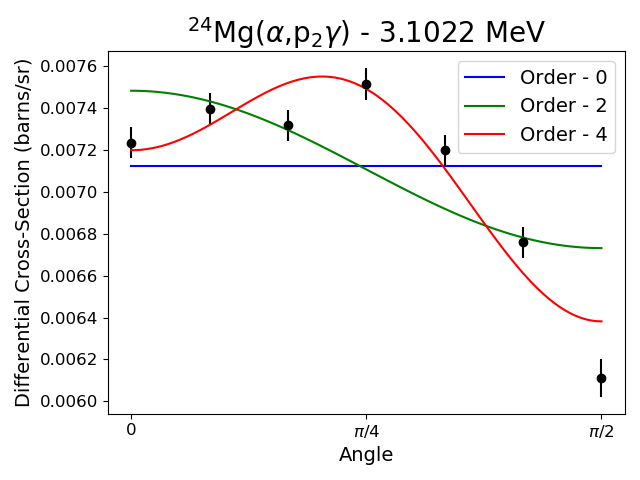 ²⁴Mg(α,p₂γ) - 3.1022 MeV
Differential Cross-Section (barns/sr)
0.0076
0.0074
0.0072
0.0070
0.0068
0.0066
0.0064
0.0062
0.0060
Order - 0
Order - 2
Order - 4
0
π/4
π/2
Angle